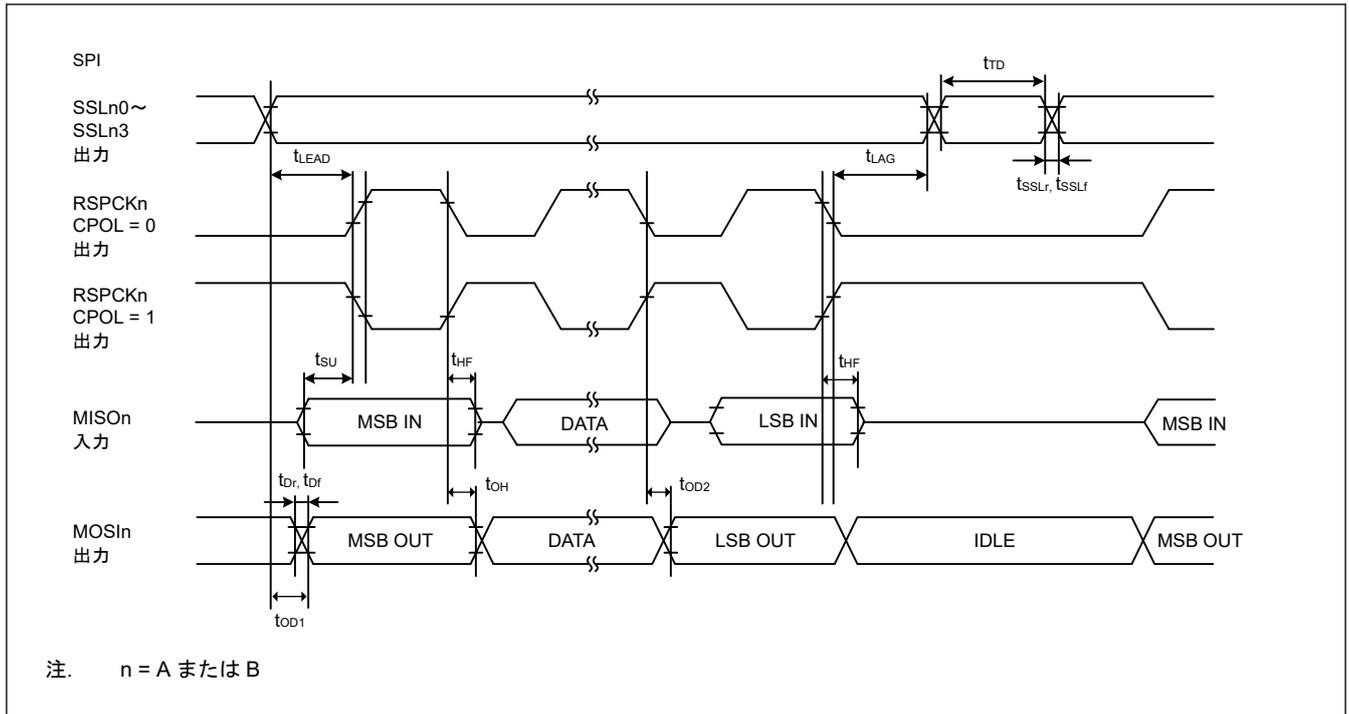 SPI
tTD
SSLn0～
SSLn3
出力
tLEAD
tLAG
tSSLr, tSSLf
RSPCKn
CPOL = 0
出力
RSPCKn
CPOL = 1
出力
tSU
tHF
tHF
MISOn
入力
MSB IN
DATA
LSB IN
MSB IN
tDr, tDf
tOH
tOD2
MOSIn
出力
MSB OUT
DATA
LSB OUT
IDLE
MSB OUT
tOD1
注. n = A または B